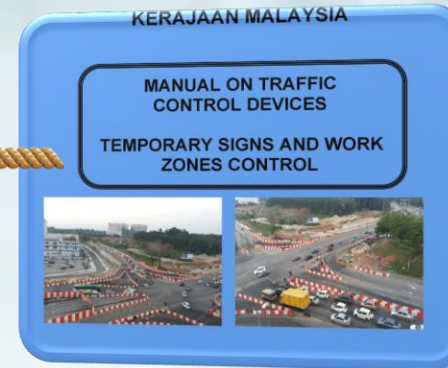 KERAJAAN MALAYSIA
MANUAL ON TRAFFIC
CONTROL DEVICES
TEMPORARY SIGNS AND WORK
ZONES CONTROL